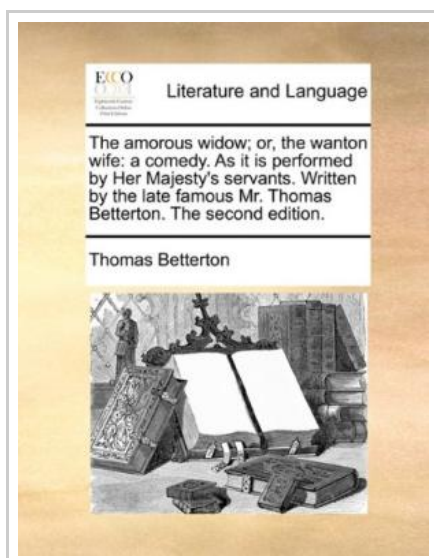 ECCO
Literature and Language
The amorous widow; or, the wanton
wife: a comedy. As it is performed
by Her Majesty's servants. Written
by the late famous Mr. Thomas
Betterton. The second edition.
Thomas Betterton